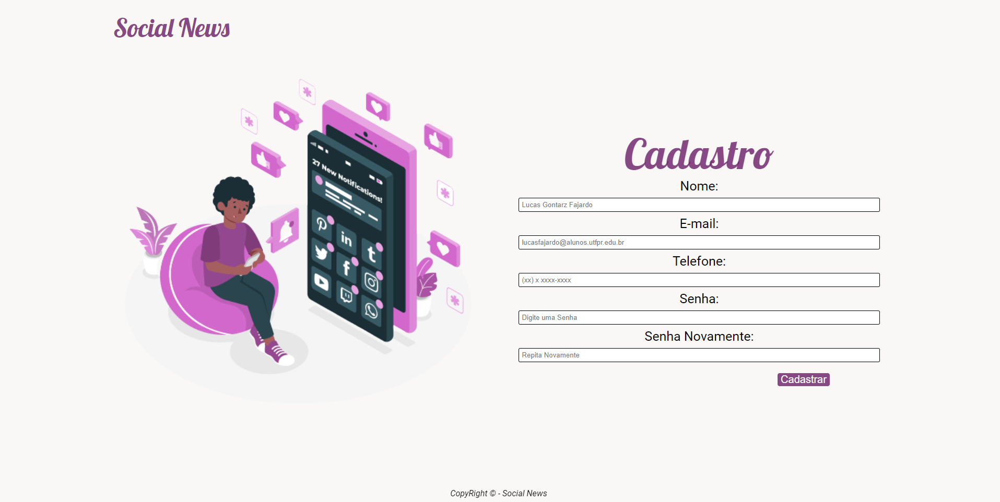 Social News
27 New Notifications!
Cadastro
Nome:
Lucas Gontarz Fajardo
E-mail:
lucasfajardo@alunos.utfpr.edu.br
Telefone:
(xx) x xxxx-xxxx
Senha:
Digite uma Senha
Senha Novamente:
Repita Novamente
Cadastrar
CopyRight © - Social News